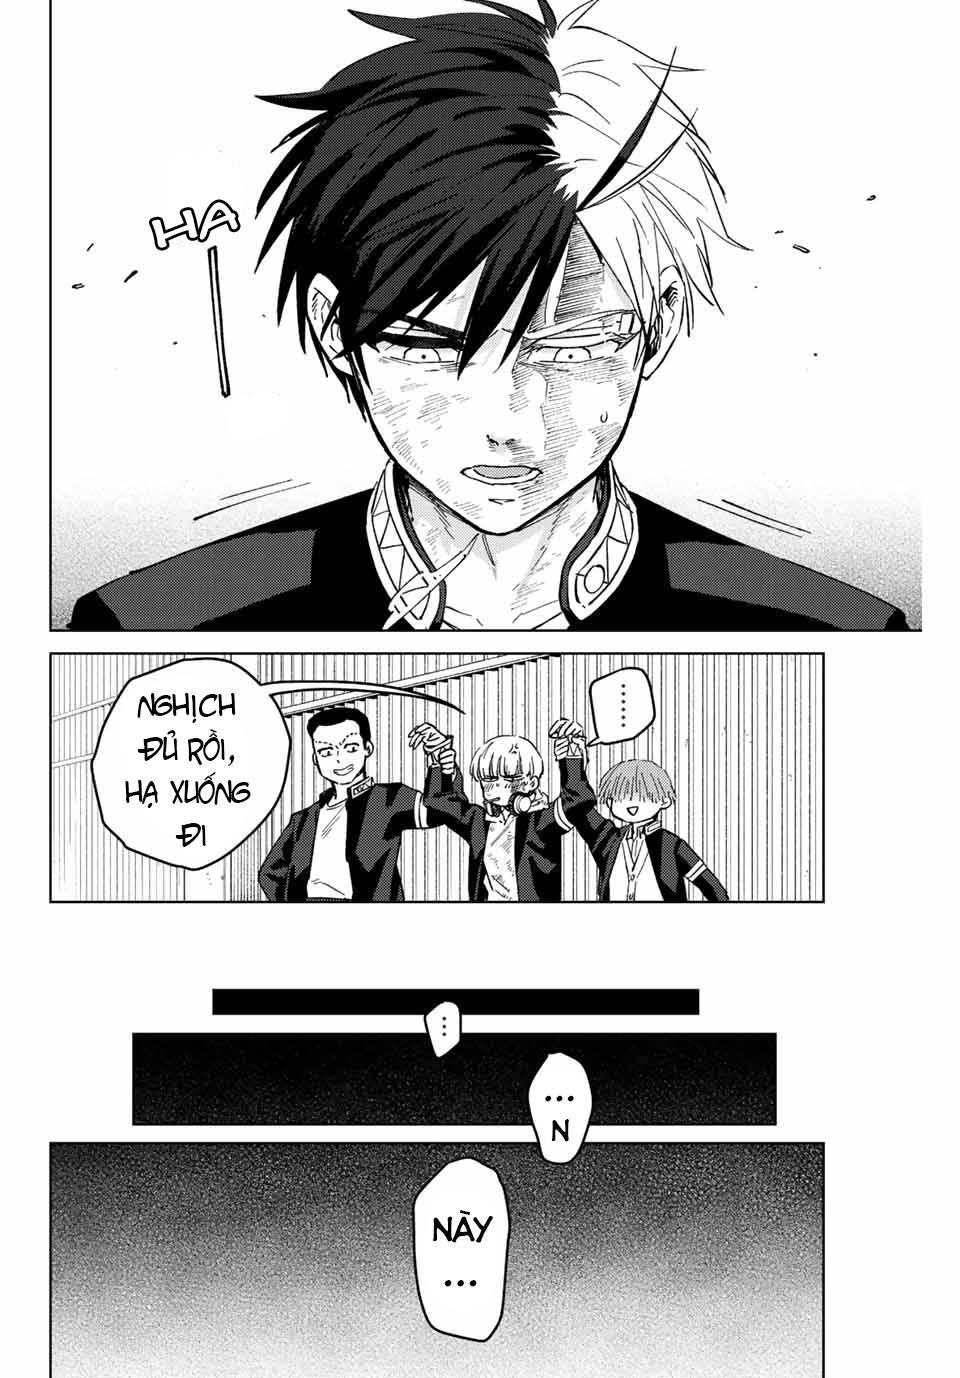 HA
NGHỊCH
ĐỦ RỒI,
HẠ XUỐNG
ĐI
......
...
...
N
NÀY
...